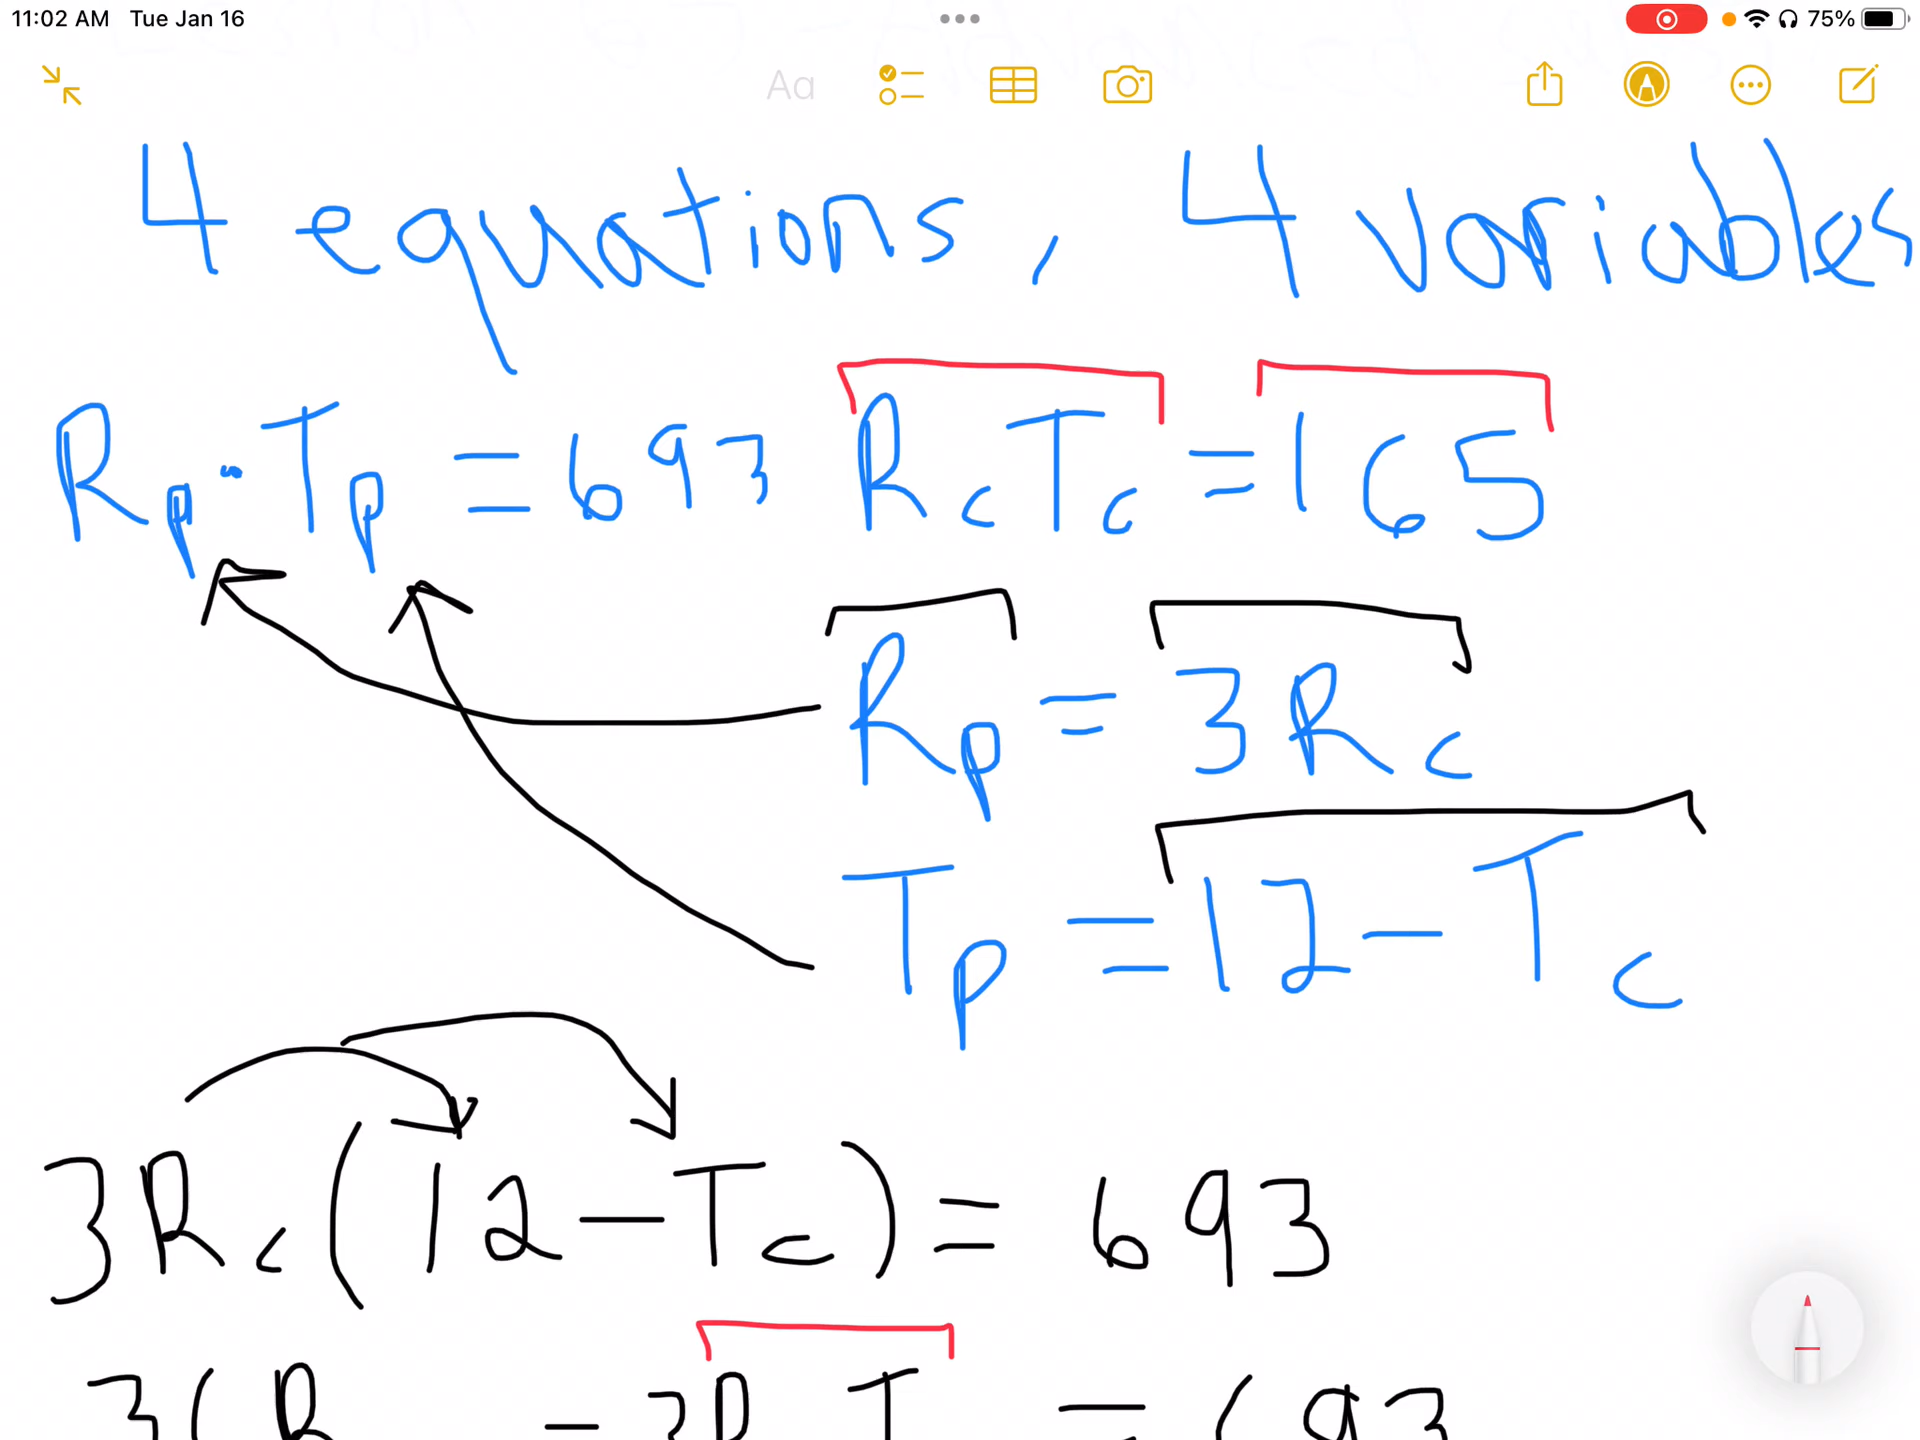 11:02 AM Tue Jan 16
75%
Aa
4 equations, 4 variables
Rp · Tp = 693 RcTc = 165
Rp = 3Rc
Tp = 12 - Tc
3Rc(12 - Tc) = 693